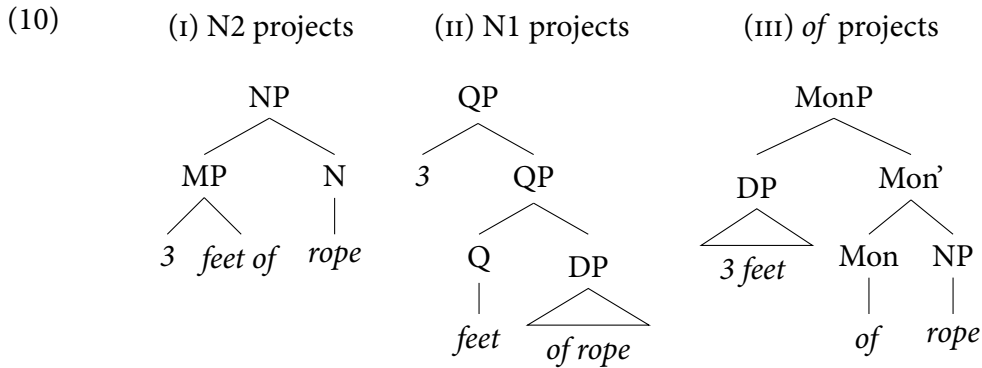 (10) (I) N2 projects (II) N1 projects (III) of projects
NP QP MonP
MP N 3 QP DP Mon’
3 feet of rope Q DP 3 feet Mon NP
feet of rope of rope